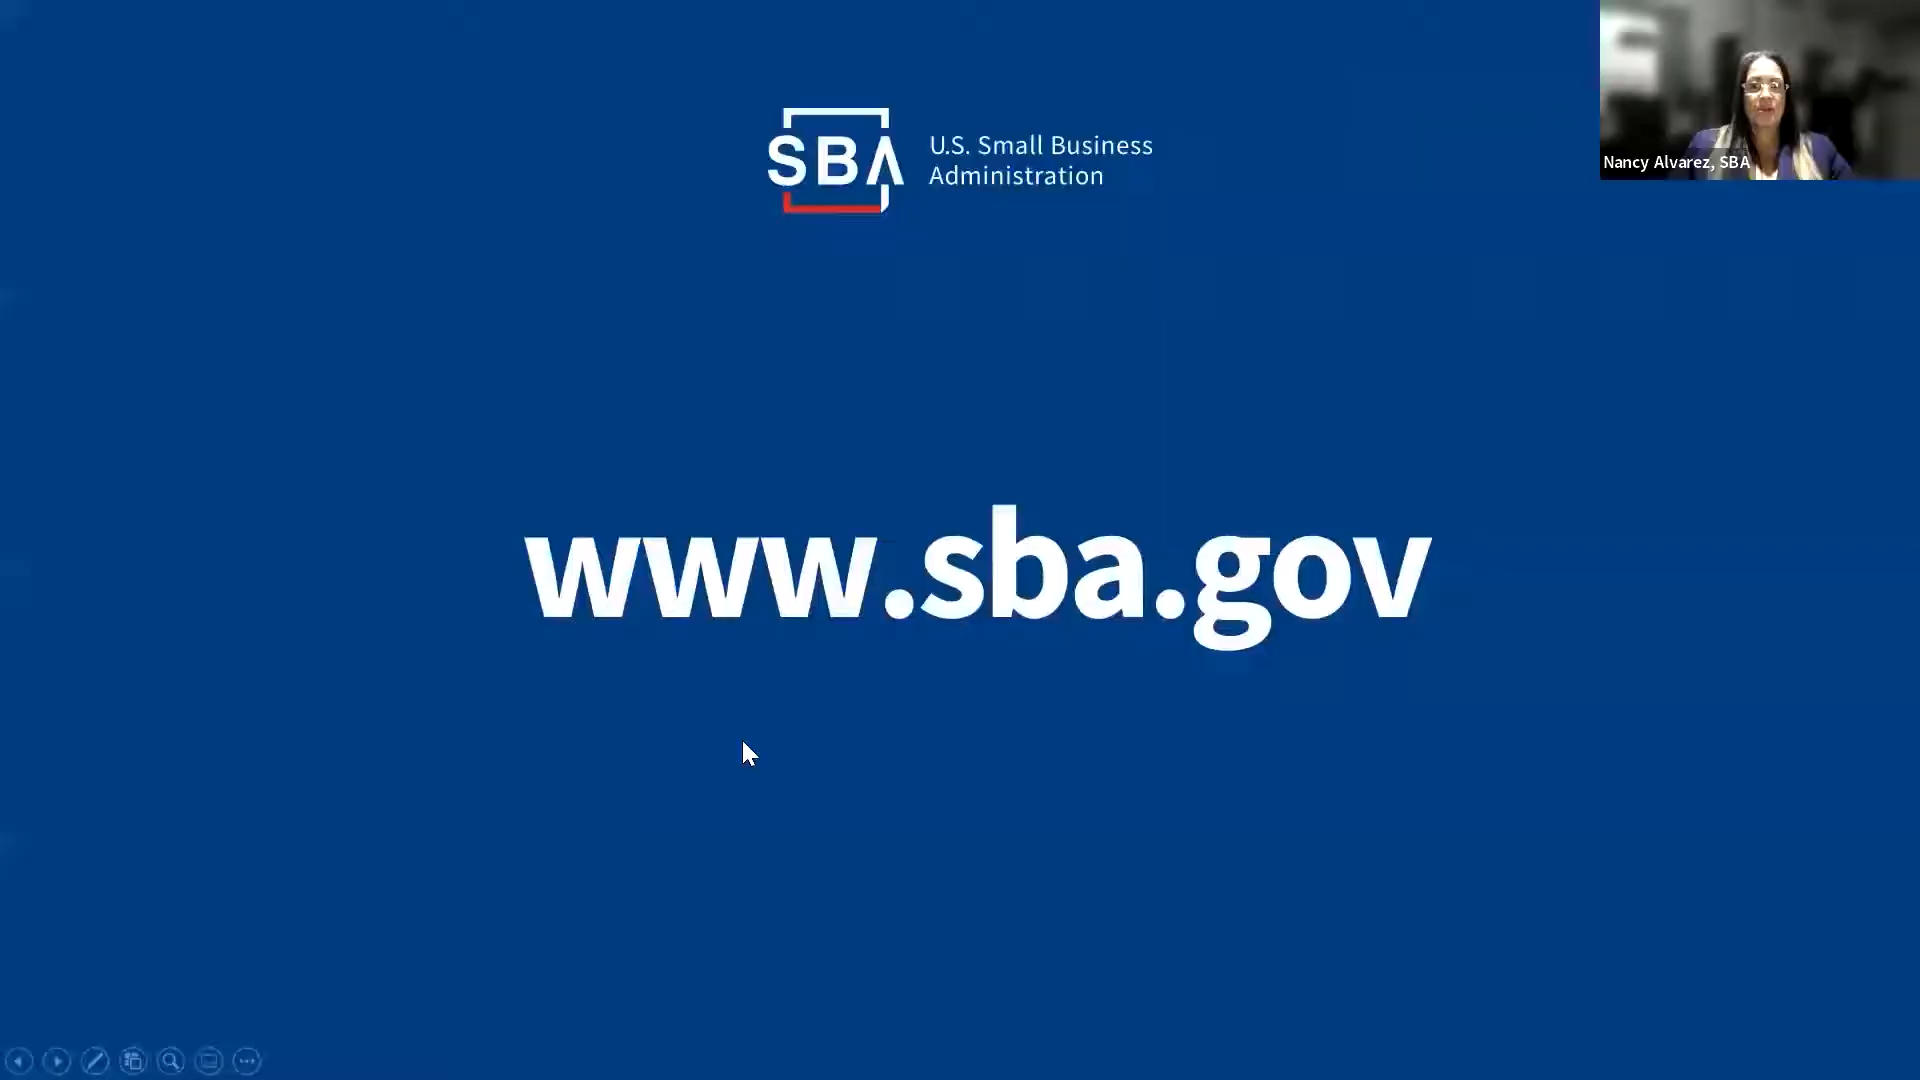 SBA
U.S. Small Business
Administration
Nancy Alvarez, SBA
www.sba.gov